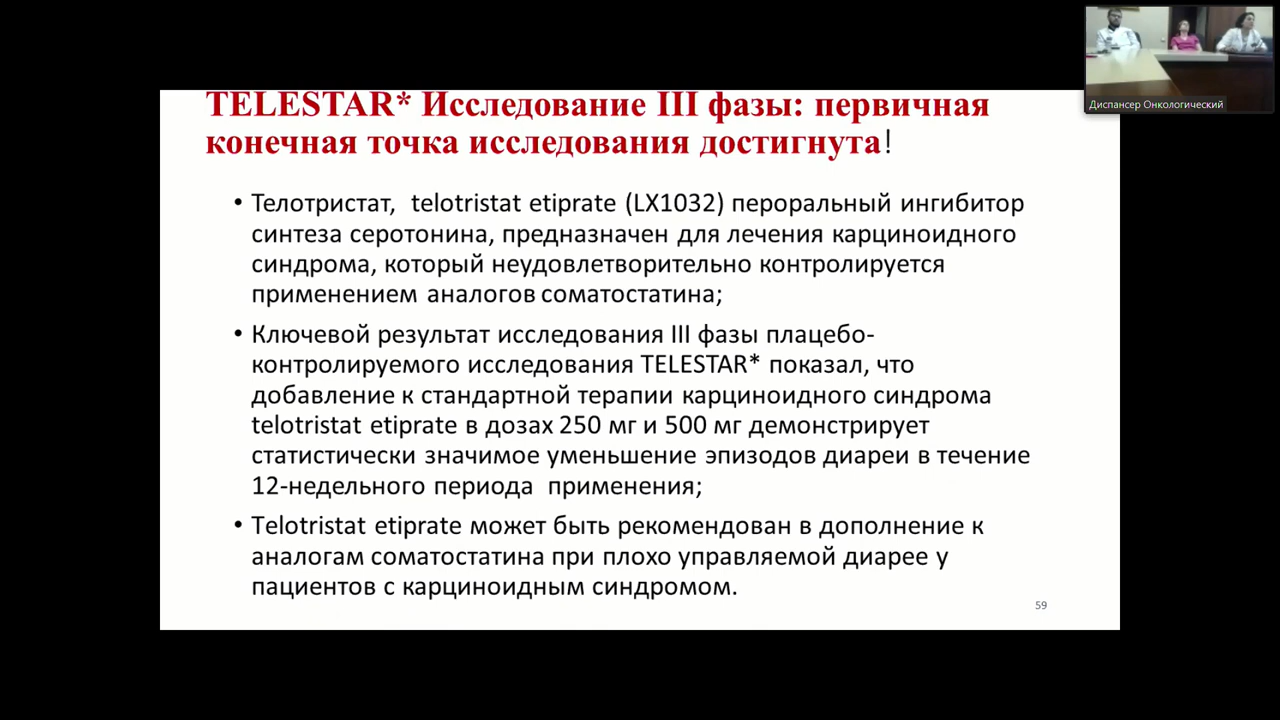 TELESTAR* Исследование III фазы: первичная
конечная точка исследования достигнута!
• Телотристат,  telotristat etiprate (LX1032) пероральный ингибитор
синтеза серотонина, предназначен для лечения карциноидного
синдрома, который неудовлетворительно контролируется
применением аналогов соматостатина;
• Ключевой результат исследования III фазы плацебо-
контролируемого исследования TELESTAR* показал, что
добавление к стандартной терапии карциноидного синдрома
telotristat etiprate в дозах 250 мг и 500 мг демонстрирует
статистически значимое уменьшение эпизодов диареи в течение
12-недельного периода  применения;
• Telotristat etiprate может быть рекомендован в дополнение к
аналогам соматостатина при плохо управляемой диарее у
пациентов с карциноидным синдромом.
59
Диспансер Онкологический